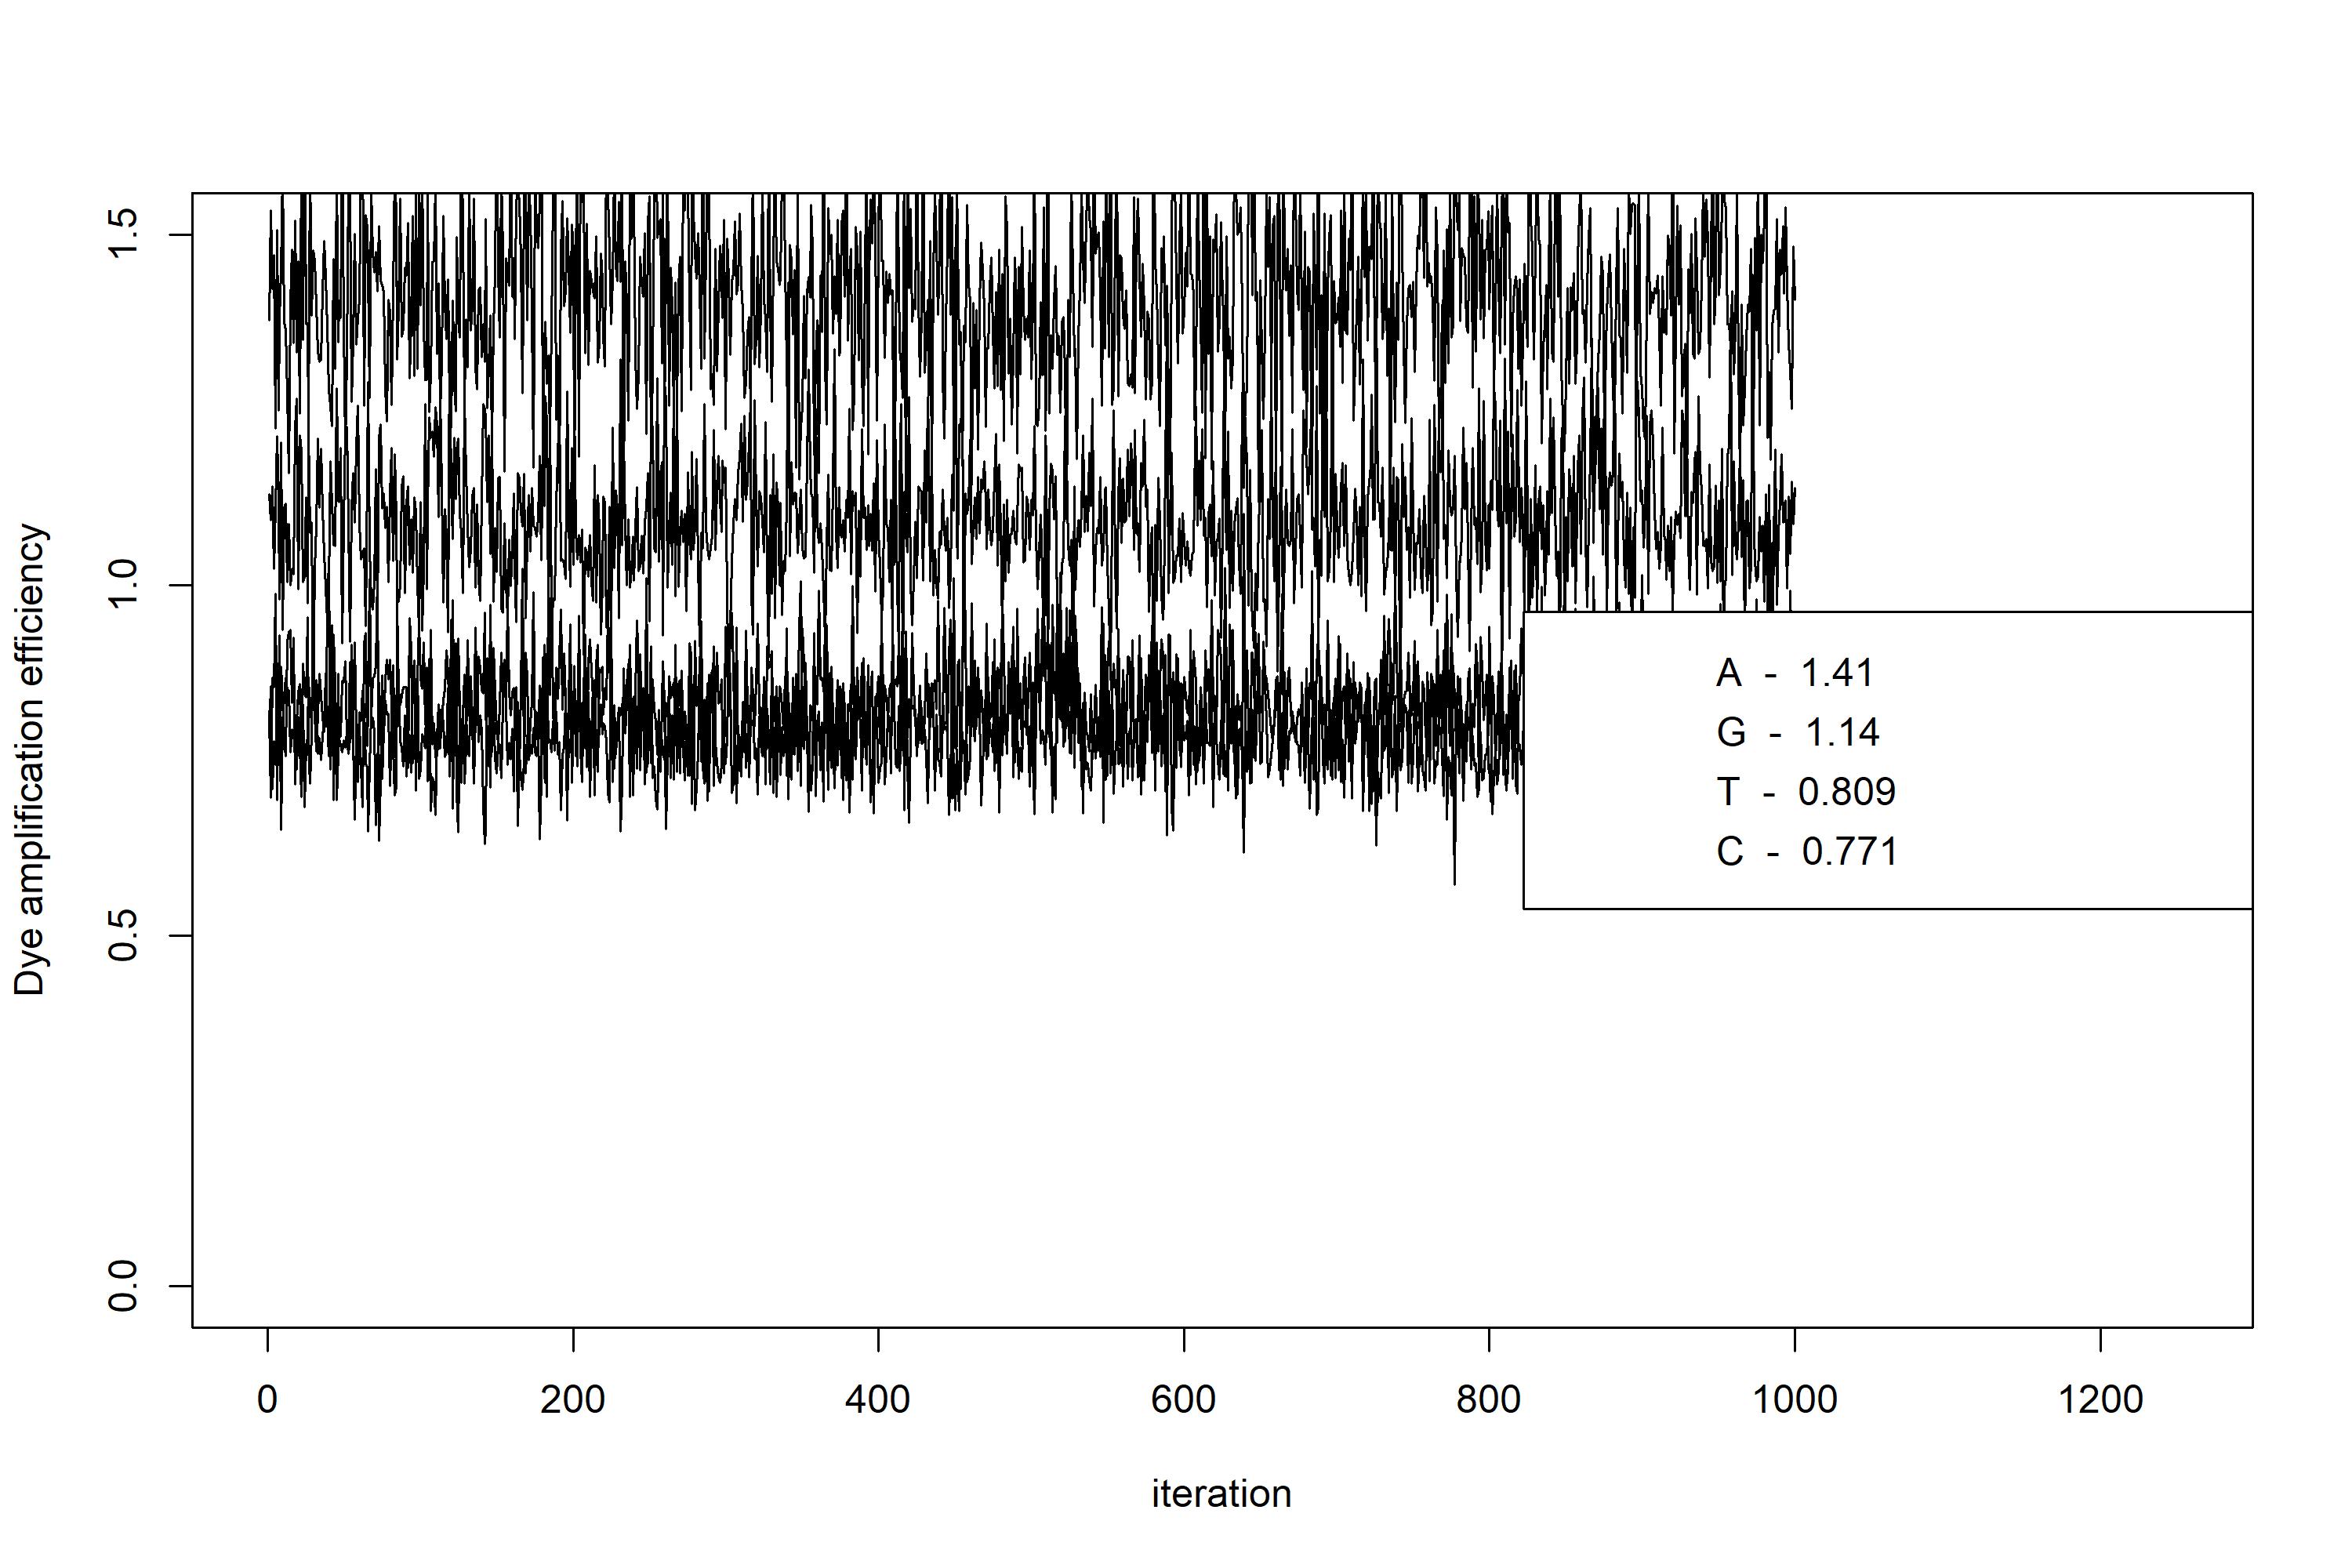 Dye amplification efficiency
1.5
1.0
0.5
0.0
A - 1.41
G - 1.14
T - 0.809
C - 0.771
0 200 400 600 800 1000 1200
iteration